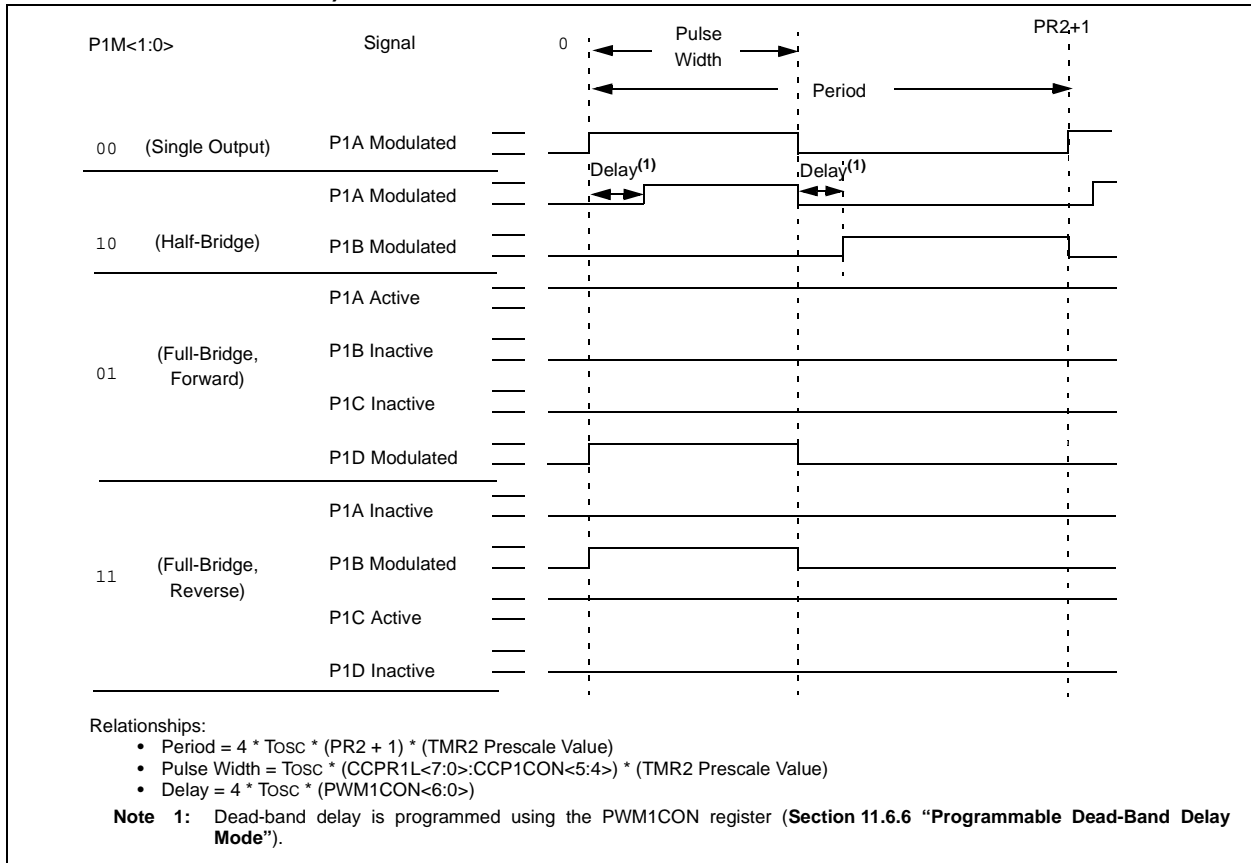 P1M<1:0> Signal 0 Pulse Width PR2+1
Period
00 (Single Output) P1A Modulated
Delay(1) Delay(1)
P1A Modulated
10 (Half-Bridge) P1B Modulated
P1A Active
01 (Full-Bridge, Forward) P1B Inactive
P1C Inactive
P1D Modulated
P1A Inactive
11 (Full-Bridge, Reverse) P1B Modulated
P1C Active
P1D Inactive
Relationships:
• Period = 4 * TOSC * (PR2 + 1) * (TMR2 Prescale Value)
• Pulse Width = TOSC * (CCPR1L<7:0>:CCP1CON<5:4>) * (TMR2 Prescale Value)
• Delay = 4 * TOSC * (PWM1CON<6:0>)
Note 1: Dead-band delay is programmed using the PWM1CON register (Section 11.6.6 “Programmable Dead-Band Delay
Mode”).